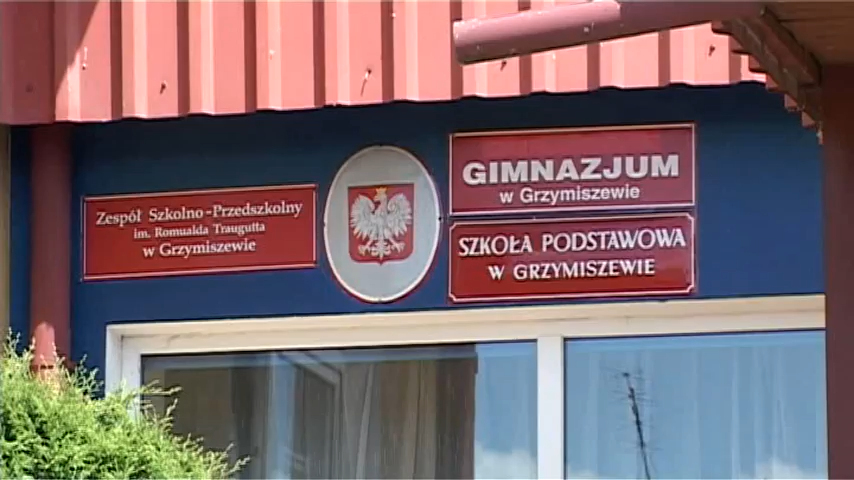 Zespół Szkolno-Przedszkolny
im. Romualda Traugutta
w Grzymiszewie
GIMNAZJUM
w Grzymiszewie
SZKOŁA PODSTAWOWA
W GRZYMISZEWIE